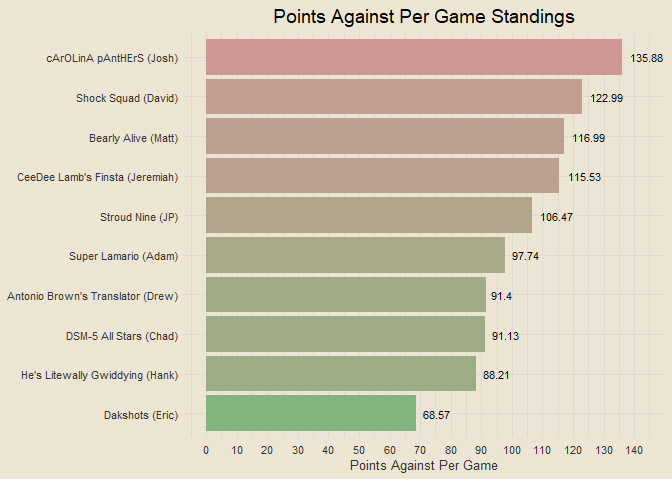 Points Against Per Game Standings
cArOLinA pAntHErS (Josh)
135.88
Shock Squad (David)
122.99
Bearly Alive (Matt)
116.99
CeeDee Lamb's Finsta (Jeremiah)
115.53
Stroud Nine (JP)
106.47
Super Lamario (Adam)
97.74
Antonio Brown's Translator (Drew)
91.4
DSM-5 All Stars (Chad)
91.13
He's Litewally Gwiddying (Hank)
88.21
Dakshots (Eric)
68.57
0 10 20 30 40 50 60 70 80 90 100 110 120 130 140
Points Against Per Game